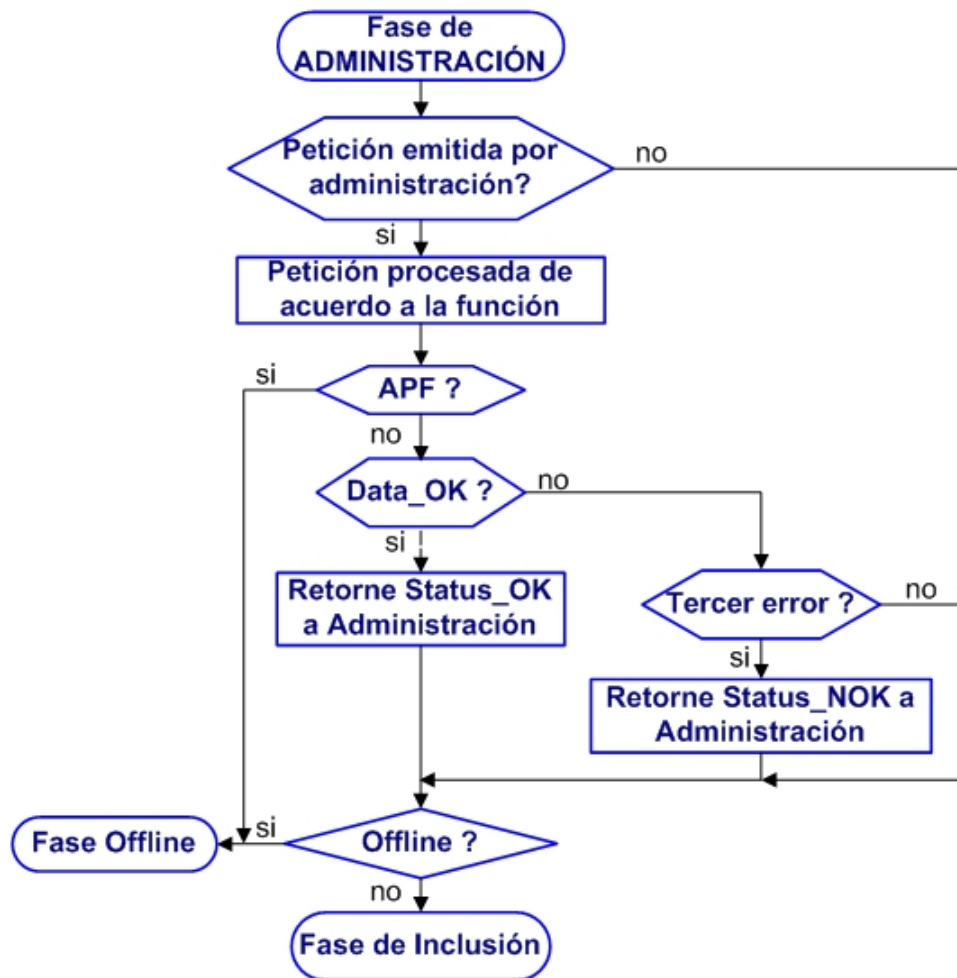 Fase de
ADMINISTRACIÓN
Petición emitida por
administración?
no
si
Petición procesada de
acuerdo a la función
si
APF ?
no
Data_OK ?
no
si
Retorne Status_OK
a Administración
Tercer error ?
no
si
Retorne Status_NOK a
Administración
Fase Offline
si
Offline ?
no
Fase de Inclusión